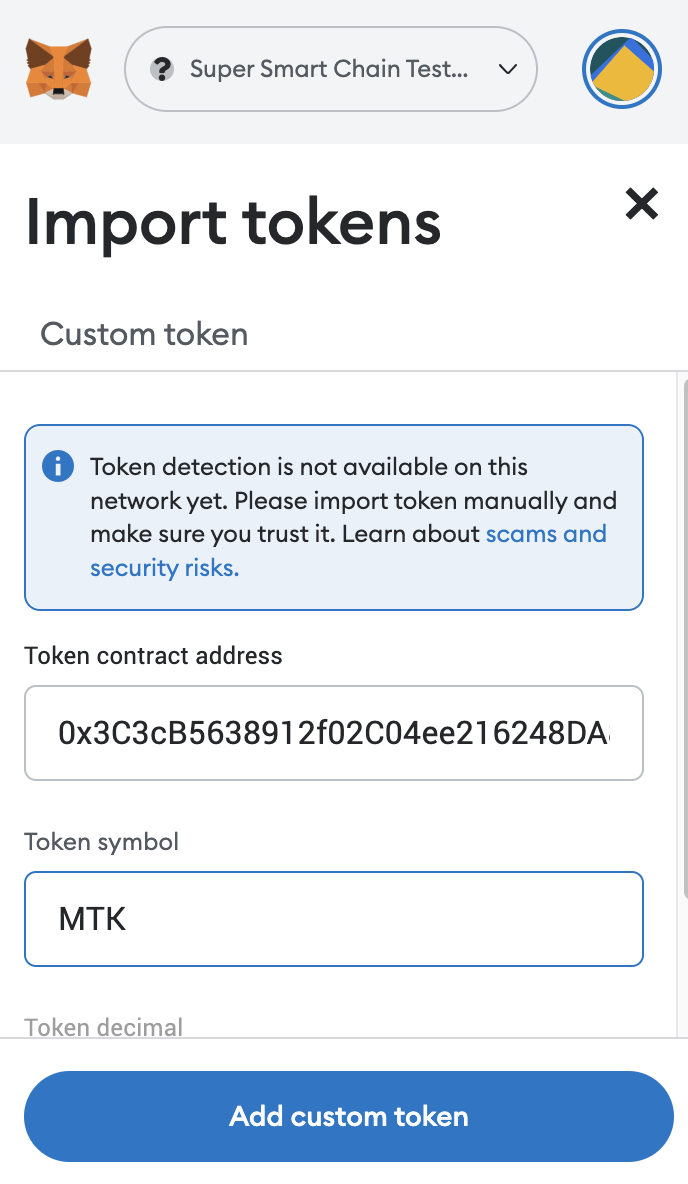 Super Smart Chain Test...
Import tokens
Custom token
Token detection is not available on this
network yet. Please import token manually and
make sure you trust it. Learn about scams and
security risks.
Token contract address
0x3C3cB5638912f02C04ee216248DA
Token symbol
MTK
Token decimal
Add custom token